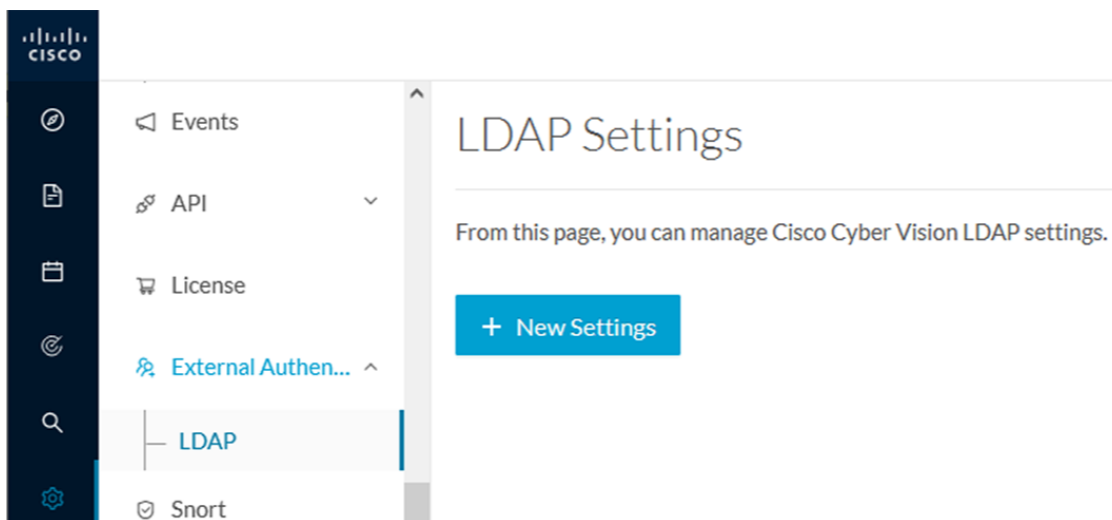 CISCO
Events
API
License
External Authen...
LDAP
Snort
LDAP Settings
From this page, you can manage Cisco Cyber Vision LDAP settings.
+ New Settings